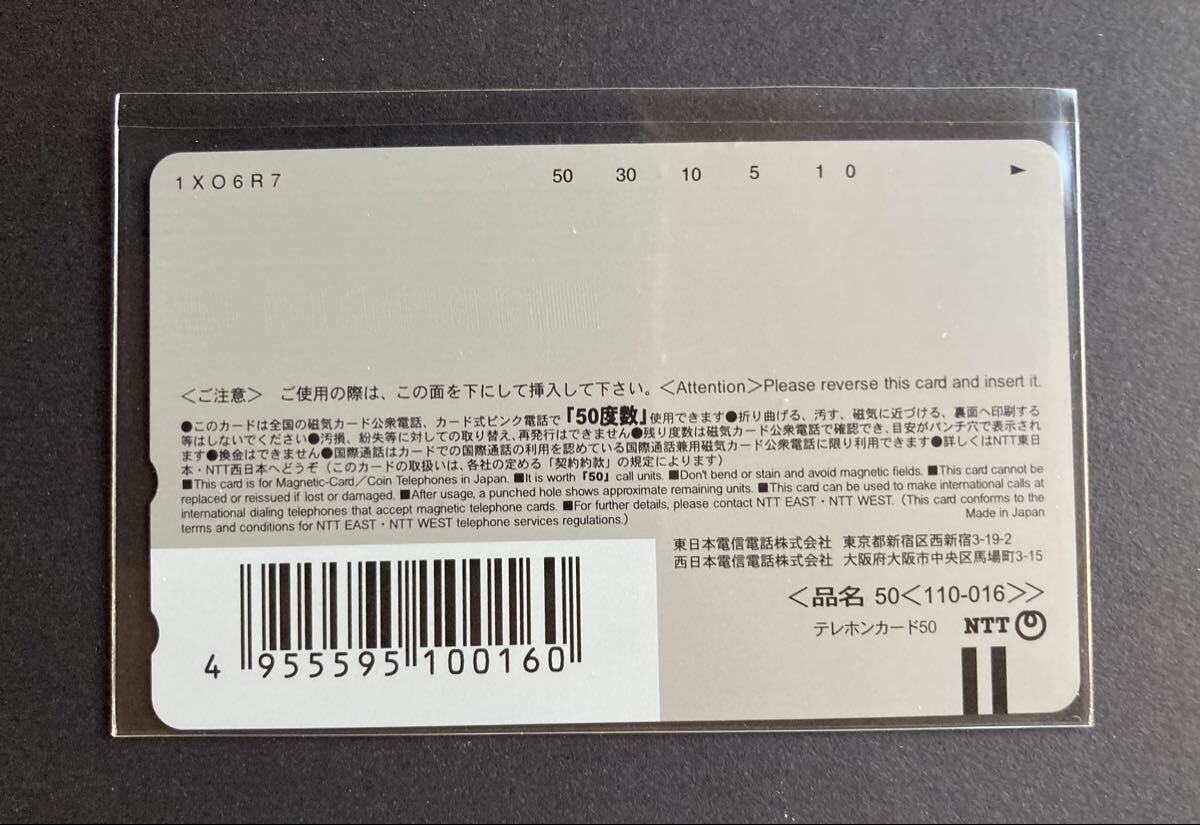 1XO6R7 50 30 10 5 1 0
<ご注意> ご使用の際は、この面を下にして挿入して下さい。<Attention>Please reverse this card and insert it.
●このカードは全国の磁気カード公衆電話、カード式ピンク電話で「50度数」使用できます●折り曲げる、汚す、磁気に近づける、裏面へ印刷する
等はしないでください●汚損、紛失等に対しての取り替え、再発行はできません●残り度数は磁気カード公衆電話で確認でき、目安がパンチ穴で表示され
ます●換金はできません●国際通話はカードでの国際通話の利用を認めている国際通話兼用磁気カード公衆電話に限り利用できます●詳しくはNTT東日
本・NTT西日本へどうぞ(このカードの取扱いは、各社の定める「契約約款」の規定によります)
■This card is for Magnetic-Card/Coin Telephones in Japan. ■It is worth「50」call units. ■Don't bend or stain and avoid magnetic fields. ■This card cannot be
replaced or reissued if lost or damaged. ■After usage, a punched hole shows approximate remaining units. ■This card can be used to make international calls at
international dialing telephones that accept magnetic telephone cards. ■For further details, please contact NTT EAST・NTT WEST. (This card conforms to the
terms and conditions for NTT EAST・NTT WEST telephone services regulations.) Made in Japan
東日本電信電話株式会社 東京都新宿区西新宿3-19-2
西日本電信電話株式会社 大阪府大阪市中央区馬場町3-15
<品名 50<110-016>>
テレホンカード50 NTT
4 955595 100160